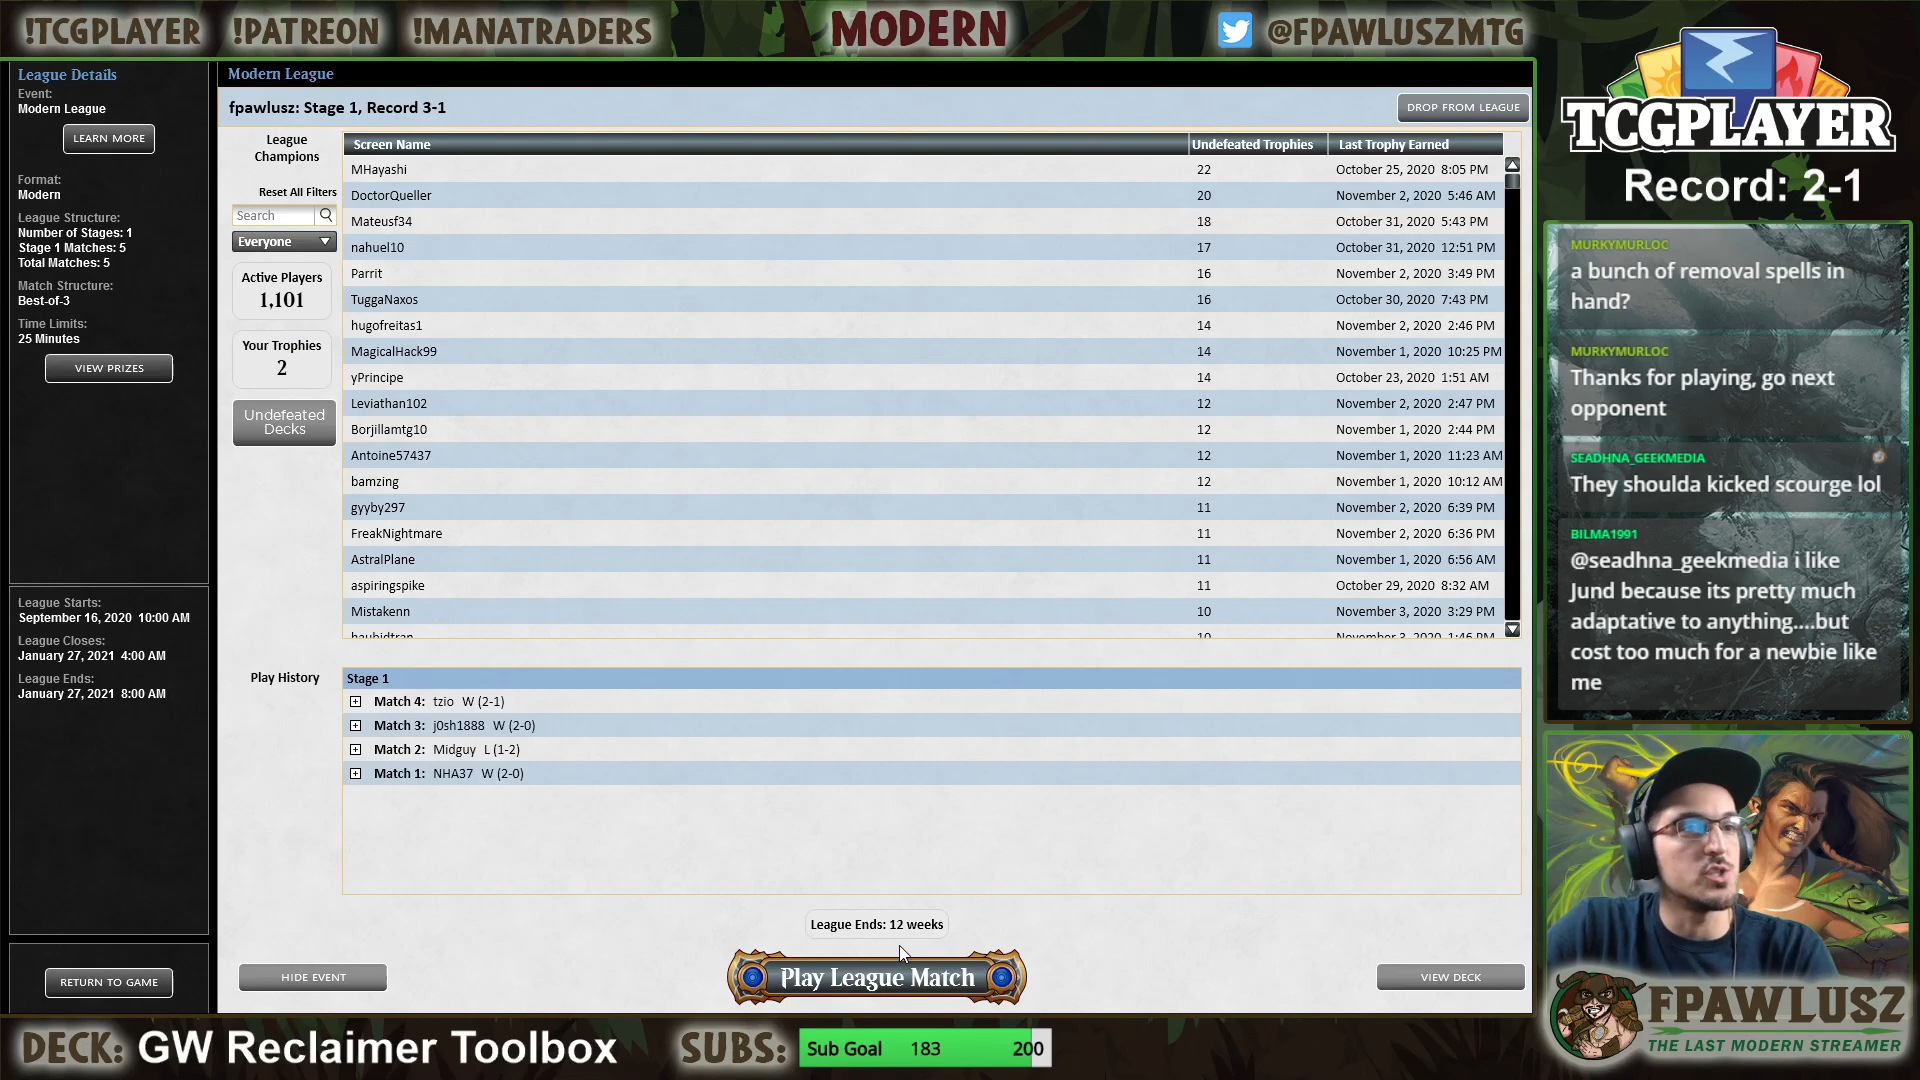 !TCGPLAYER !PATREON !MANATRADERS
MODERN
@FPAWLUSZMTG
League Details
Event:
Modern League
LEARN MORE
Format:
Modern
League Structure:
Number of Stages: 1
Stage 1 Matches: 5
Total Matches: 5
Match Structure:
Best-of-3
Time Limits:
25 Minutes
VIEW PRIZES
League Starts:
September 16, 2020 10:00 AM
League Closes:
January 27, 2021 4:00 AM
League Ends:
January 27, 2021 8:00 AM
RETURN TO GAME
Modern League
fpawlusz: Stage 1, Record 3-1
DROP FROM LEAGUE
League
Champions
Reset All Filters
Search
Everyone
Active Players
1,101
Your Trophies
2
Undefeated
Decks
Screen Name Undefeated Trophies Last Trophy Earned
MHayashi 22 October 25, 2020 8:05 PM
DoctorQueller 20 November 2, 2020 5:46 AM
Mateusf34 18 October 31, 2020 5:43 PM
nahuel10 17 October 31, 2020 12:51 PM
Parrit 16 November 2, 2020 3:49 PM
TuggaNaxos 16 October 30, 2020 7:43 PM
hugofreitas1 14 November 2, 2020 2:46 PM
MagicalHack99 14 November 1, 2020 10:25 PM
yPrincipe 14 October 23, 2020 1:51 AM
Leviathan102 12 November 2, 2020 2:47 PM
Borjillamtg10 12 November 1, 2020 2:44 PM
Antoine57437 12 November 1, 2020 11:23 AM
bamzing 12 November 1, 2020 10:12 AM
gyyby297 11 November 2, 2020 6:39 PM
FreakNightmare 11 November 2, 2020 6:36 PM
AstralPlane 11 November 1, 2020 6:56 AM
aspiringspike 11 October 29, 2020 8:32 AM
Mistakenn 10 November 3, 2020 3:29 PM
10 November 3, 2020 1:46 PM
Play History
Stage 1
Match 4: tzio W (2-1)
Match 3: j0sh1888 W (2-0)
Match 2: Midguy L (1-2)
Match 1: NHA37 W (2-0)
League Ends: 12 weeks
HIDE EVENT
Play League Match
VIEW DECK
TCGPLAYER
Record: 2-1
MURKYMURLOC
a bunch of removal spells in
hand?
MURKYMURLOC
Thanks for playing, go next
opponent
SEADHNA_GEEKMEDIA
They shoulda kicked scourge lol
BILMA1991
@seadhna_geekmedia i like
Jund because its pretty much
adaptative to anything....but
cost too much for a newbie like
me
FPAWLUSZ
THE LAST MODERN STREAMER
DECK: GW Reclaimer Toolbox
SUBS: Sub Goal 183 200